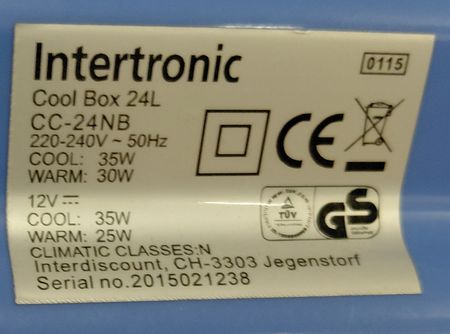 Intertronic
0115
Cool Box 24L
CC-24NB
220-240V ~ 50Hz
COOL: 35W
WARM: 30W
12V ⎓
COOL: 35W
WARM: 25W
CLIMATIC CLASSES:N
Interdiscount, CH-3303 Jegenstorf
Serial no.2015021238
CE
TÜV
GS